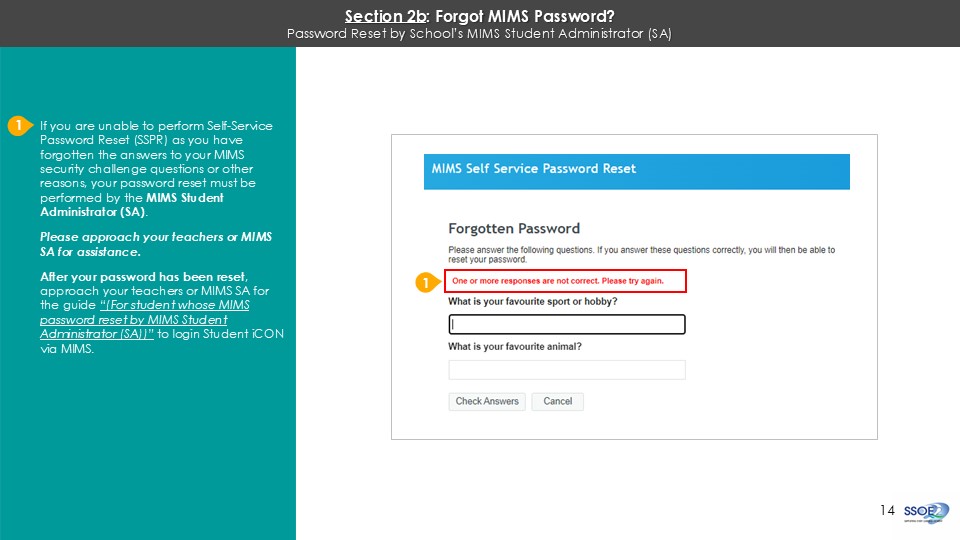 Section 2b: Forgot MIMS Password?
Password Reset by School's MIMS Student Administrator (SA)
1
If you are unable to perform Self-Service
Password Reset (SSPR) as you have
forgotten the answers to your MIMS
security challenge questions or other
reasons, your password reset must be
performed by the MIMS Student
Administrator (SA).
Please approach your teachers or MIMS
SA for assistance.
After your password has been reset,
approach your teachers or MIMS SA for
the guide “(For student whose MIMS
password reset by MIMS Student
Administrator (SA))” to login Student iCON
via MIMS.
MIMS Self Service Password Reset
Forgotten Password
Please answer the following questions. If you answer these questions correctly, you will then be able to
reset your password.
1
One or more responses are not correct. Please try again.
What is your favourite sport or hobby?
What is your favourite animal?
Check Answers
Cancel
14
SSOE2